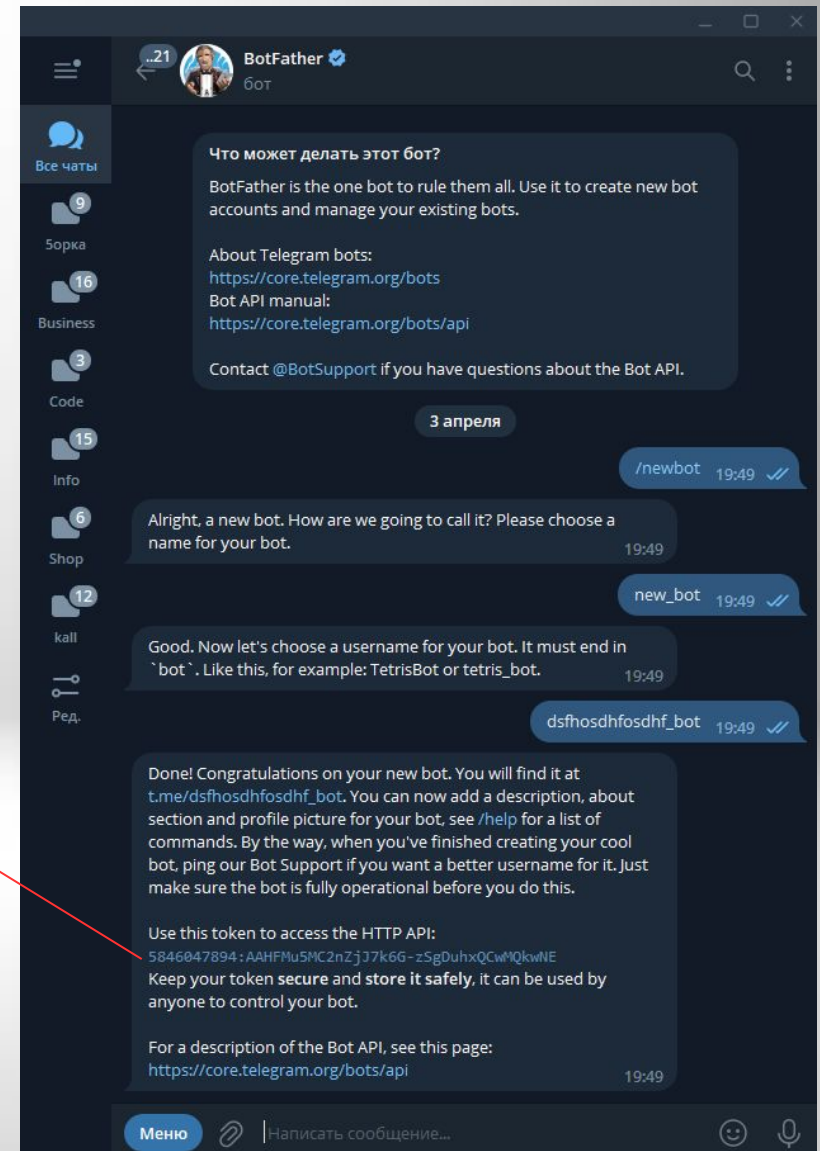 ..21
BotFather
бот
Все чаты
9
5орка
16
Business
3
Code
15
Info
6
Shop
12
kall
Ред.
Что может делать этот бот?
BotFather is the one bot to rule them all. Use it to create new bot
accounts and manage your existing bots.
About Telegram bots:
https://core.telegram.org/bots
Bot API manual:
https://core.telegram.org/bots/api
Contact @BotSupport if you have questions about the Bot API.
3 апреля
/newbot 19:49
Alright, a new bot. How are we going to call it? Please choose a
name for your bot.
19:49
new_bot 19:49
Good. Now let's choose a username for your bot. It must end in
`bot`. Like this, for example: TetrisBot or tetris_bot.
19:49
dsfhosdhfosdhf_bot 19:49
Done! Congratulations on your new bot. You will find it at
t.me/dsfhosdhfosdhf_bot. You can now add a description, about
section and profile picture for your bot, see /help for a list of
commands. By the way, when you've finished creating your cool
bot, ping our Bot Support if you want a better username for it. Just
make sure the bot is fully operational before you do this.
Use this token to access the HTTP API:
5846047894:AAHFMu5MC2nZjJ7k6G-zSgDuhxQCwMQkwNE
Keep your token secure and store it safely, it can be used by
anyone to control your bot.
For a description of the Bot API, see this page:
https://core.telegram.org/bots/api
19:49
Меню
Написать сообщение...